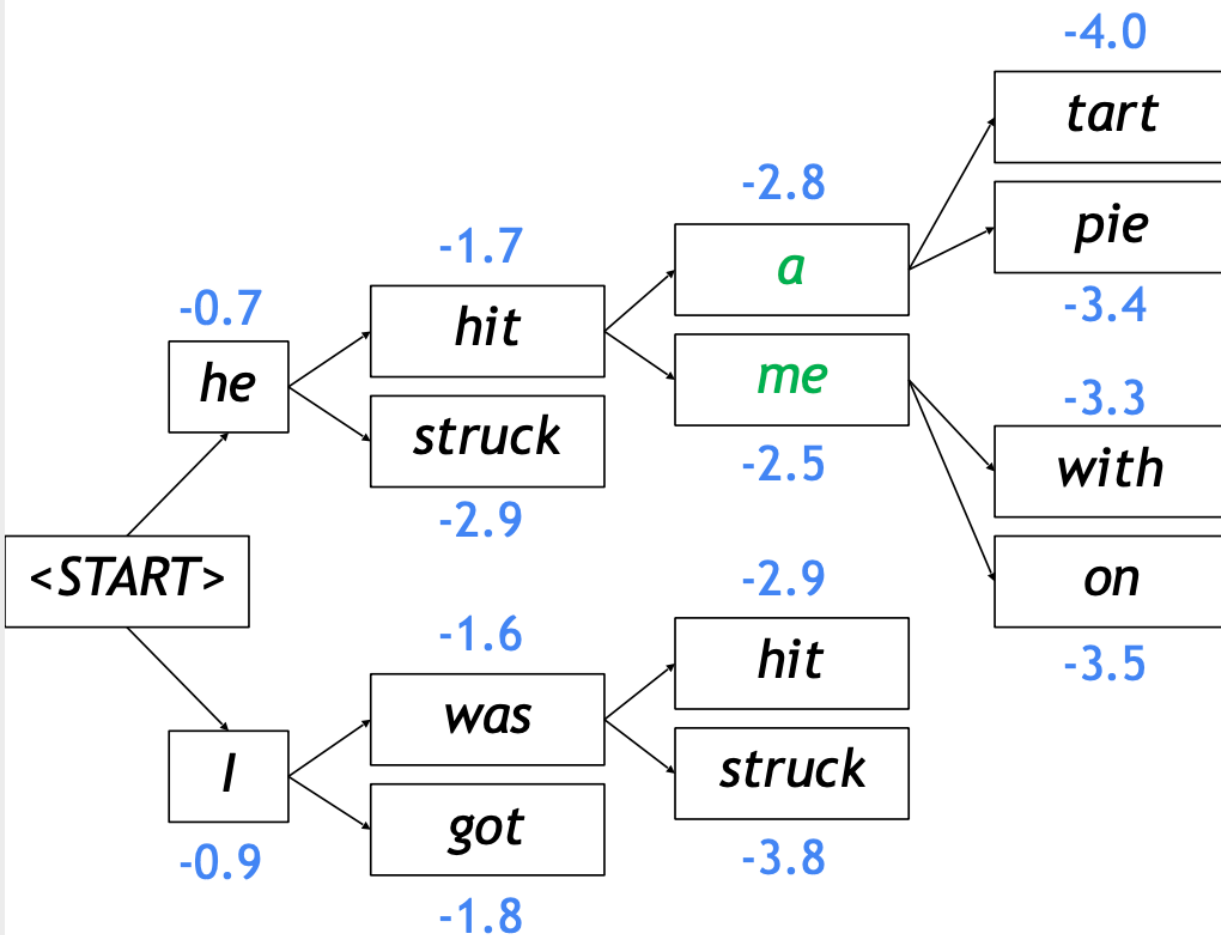 -4.0
tart
-2.8
pie
-1.7
a
-3.4
-0.7
hit
me
-3.3
he
struck
-2.5
with
-2.9
<START>
-2.9
on
-1.6
hit
-3.5
was
I
struck
got
-0.9
-3.8
-1.8